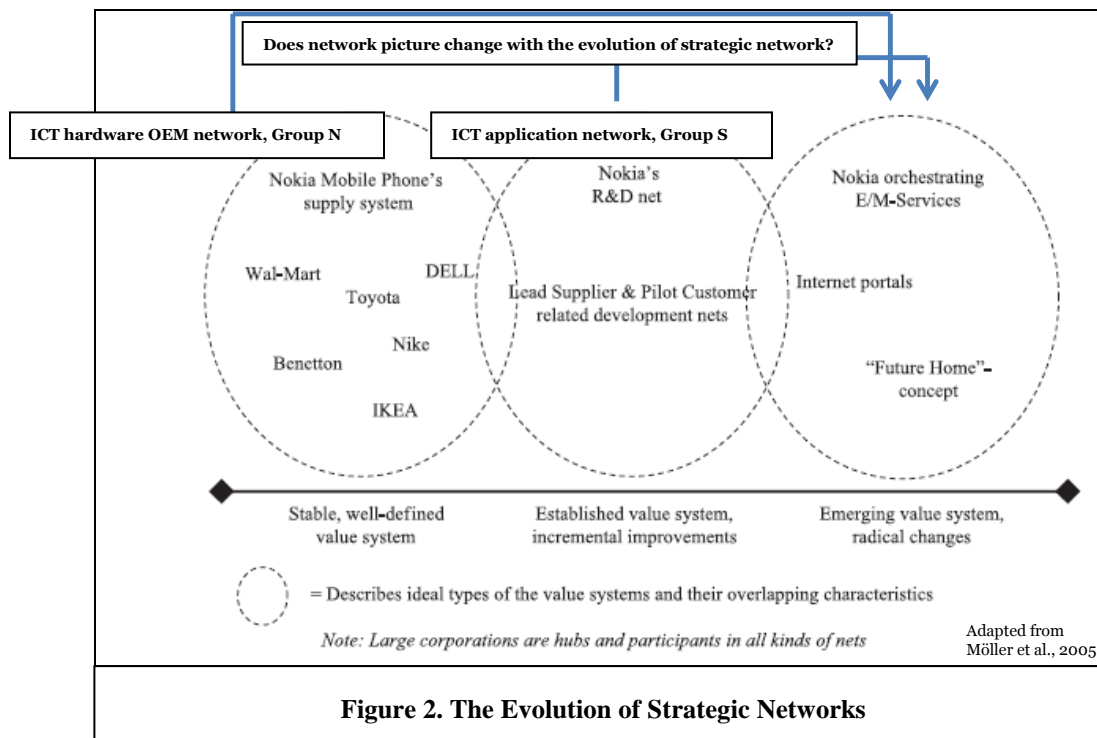 Does network picture change with the evolution of strategic network?
ICT hardware OEM network, Group N
ICT application network, Group S
Nokia Mobile Phone's
supply system
Wal-Mart
DELL
Toyota
Nike
Benetton
IKEA
Nokia's
R&D net
Lead Supplier & Pilot Customer
related development nets
Nokia orchestrating
E/M-Services
Internet portals
“Future Home”-
concept
Stable, well-defined
value system
Established value system,
incremental improvements
Emerging value system,
radical changes
= Describes ideal types of the value systems and their overlapping characteristics
Note: Large corporations are hubs and participants in all kinds of nets
Adapted from
Möller et al., 2005
Figure 2. The Evolution of Strategic Networks